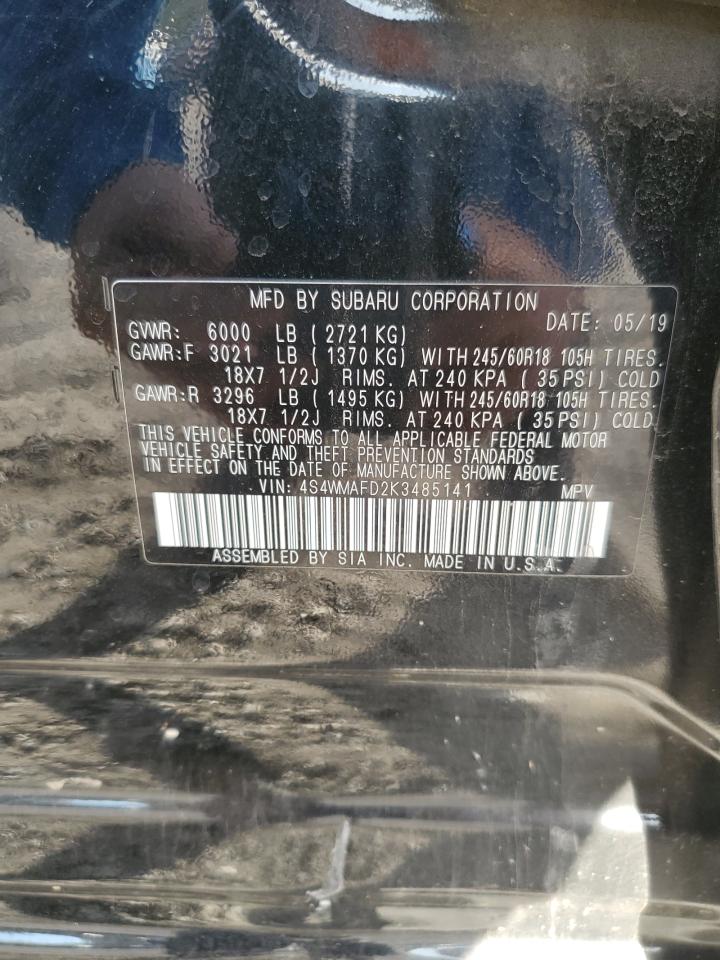 MFD BY SUBARU CORPORATION
DATE: 05/19
GVWR: 6000 LB ( 2721 KG)
GAWR:F 3021 LB ( 1370 KG) WITH 245/60R18 105H TIRES.
18X7 1/2J RIMS. AT 240 KPA ( 35 PSI) COLD
GAWR:R 3296 LB ( 1495 KG) WITH 245/60R18 105H TIRES.
18X7 1/2J RIMS. AT 240 KPA ( 35 PSI) COLD
THIS VEHICLE CONFORMS TO ALL APPLICABLE FEDERAL MOTOR
VEHICLE SAFETY AND THEFT PREVENTION STANDARDS
IN EFFECT ON THE DATE OF MANUFACTURE SHOWN ABOVE.
VIN: 4S4WMAFD2K3485141 MPV
ASSEMBLED BY SIA INC. MADE IN U.S.A.